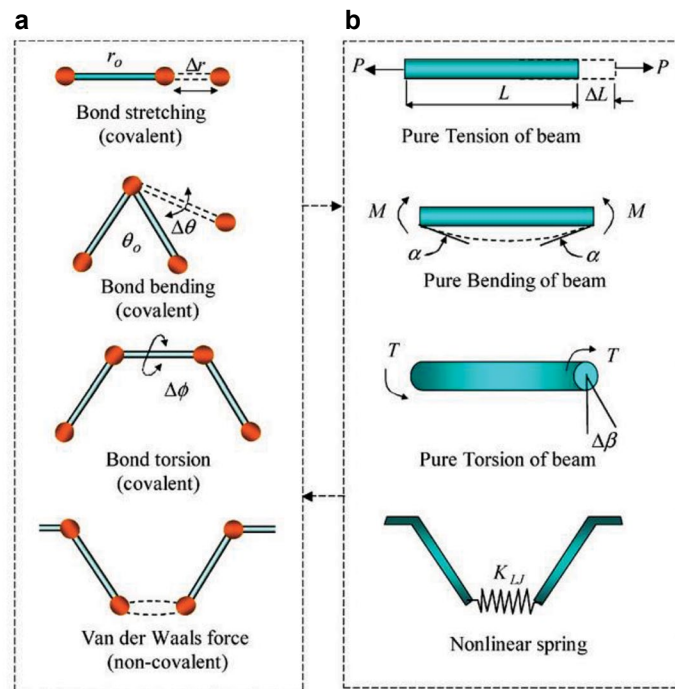 a
r_o
Δr
Bond stretching
(covalent)
θ_o
Δθ
Bond bending
(covalent)
Δϕ
Bond torsion
(covalent)
Van der Waals force
(non-covalent)
b
P
P
L
ΔL
Pure Tension of beam
M
M
α
α
Pure Bending of beam
T
T
Δβ
Pure Torsion of beam
K_LJ
Nonlinear spring